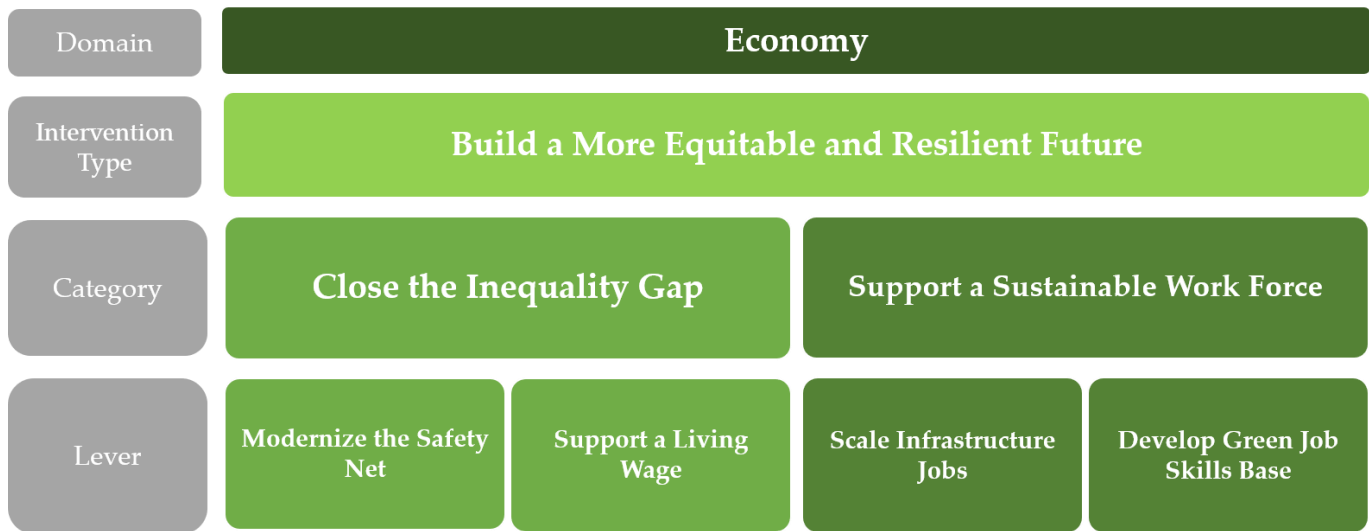 Domain
Economy
Intervention
Type
Build a More Equitable and Resilient Future
Category
Close the Inequality Gap
Support a Sustainable Work Force
Lever
Modernize the Safety
Net
Support a Living
Wage
Scale Infrastructure
Jobs
Develop Green Job
Skills Base